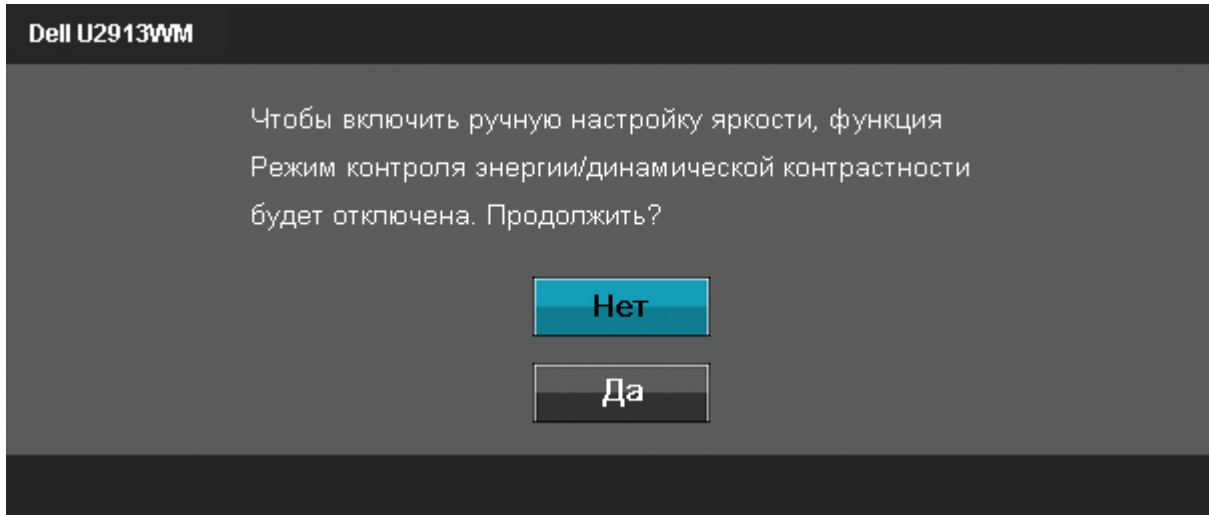 Dell U2913WM
Чтобы включить ручную настройку яркости, функция
Режим контроля энергии/динамической контрастности
будет отключена. Продолжить?
Нет
Да